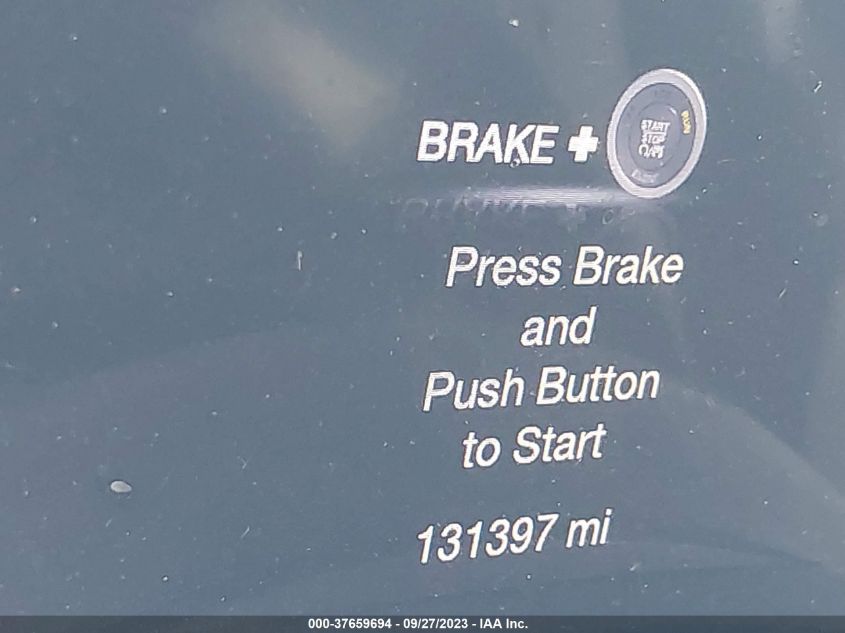 BRAKE +
START
STOP
Press Brake
and
Push Button
to Start
131397 mi
000-37659694 - 09/27/2023 - IAA Inc.